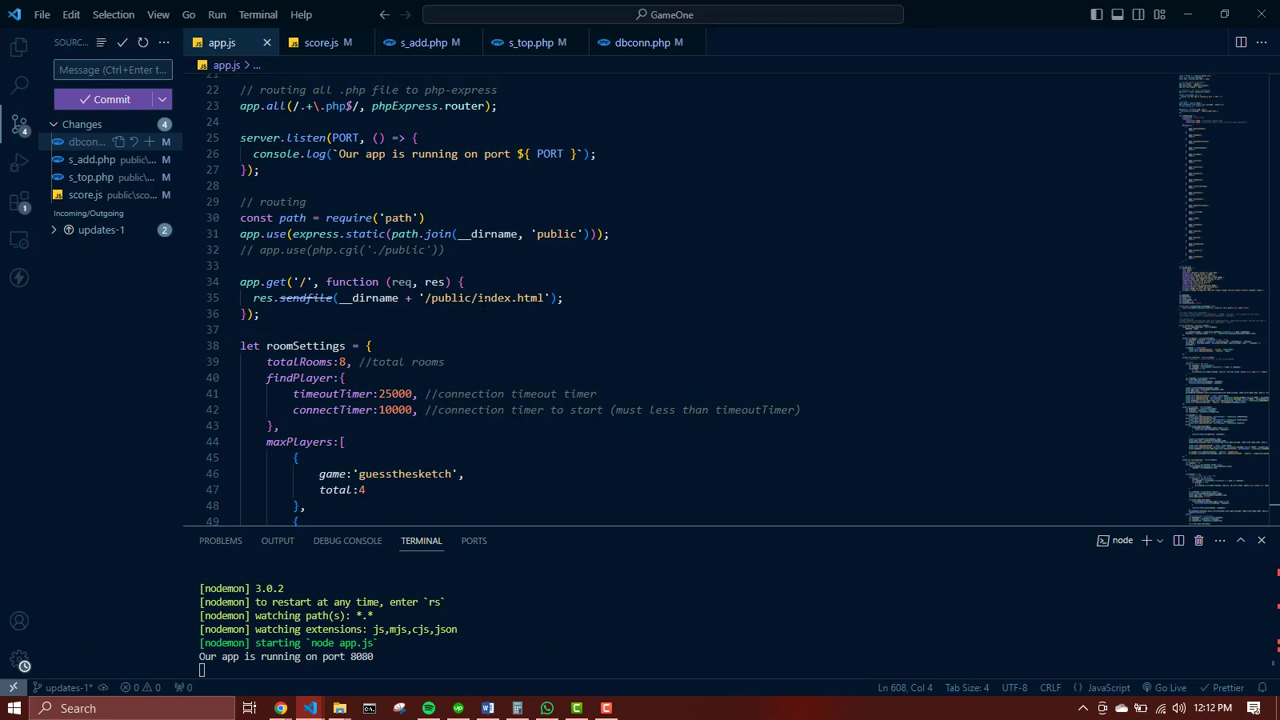 File Edit Selection View Go Run Terminal Help
GameOne
SOURC...
app.js
score.js M
s_add.php M
s_top.php M
dbconn.php M
app.js > ...
Message (Ctrl+Enter t...
Commit
Changes 4
dbcon... M
s_add.php public\s... M
s_top.php public\s... M
score.js public\sco... M
Incoming/Outgoing
updates-1 2
4
1
21
22 // routing all .php file to php-express
23 app.all(/.+\.php$/, phpExpress.router);
24
25 server.listen(PORT, () => {
26 console.log(`Our app is running on port ${ PORT }`);
27 });
28
29 // routing
30 const path = require('path')
31 app.use(express.static(path.join(__dirname, 'public')));
32 // app.use(php.cgi('./public'))
33
34 app.get('/', function (req, res) {
35 res.sendfile(__dirname + '/public/index.html');
36 });
37
38 let roomSettings = {
39 totalRooms:8, //total rooms
40 findPlayer:{
41 timeoutTimer:25000, //connection timeout timer
42 connectTimer:10000, //connection timer to start (must less than timeoutTimer)
43 },
44 maxPlayers:[
45 {
46 game:'guessthesketch',
47 total:4
48 },
49 {
PROBLEMS OUTPUT DEBUG CONSOLE TERMINAL PORTS
node
[nodemon] 3.0.2
[nodemon] to restart at any time, enter `rs`
[nodemon] watching path(s): *.*
[nodemon] watching extensions: js,mjs,cjs,json
[nodemon] starting `node app.js`
Our app is running on port 8080
updates-1* 0 0 0 Ln 608, Col 4 Tab Size: 4 UTF-8 CRLF {} JavaScript Go Live Prettier
Search
12:12 PM